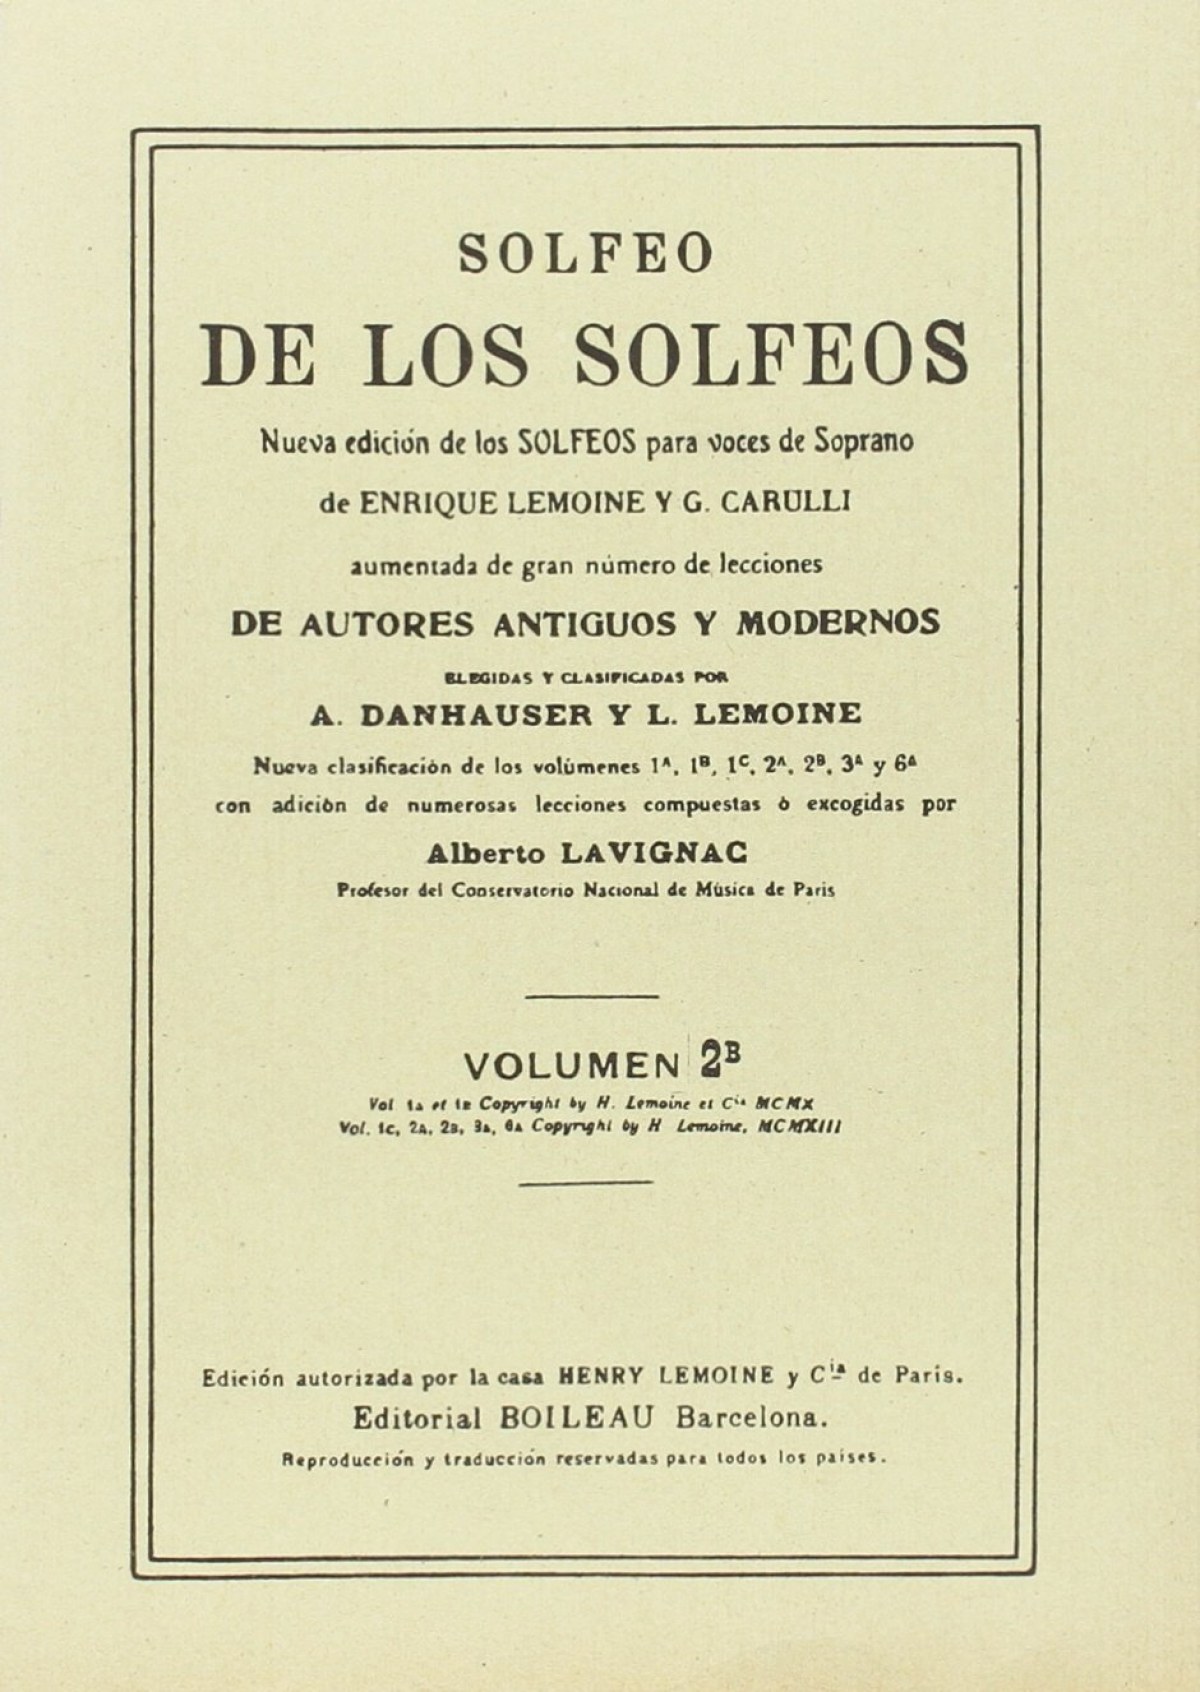 SOLFEO
DE LOS SOLFEOS
Nueva edición de los SOLFEOS para voces de Soprano
de ENRIQUE LEMOINE Y G. CARULLI
aumentada de gran número de lecciones
DE AUTORES ANTIGUOS Y MODERNOS
ELEGIDAS Y CLASIFICADAS POR
A. DANHAUSER Y L. LEMOINE
Nueva clasificación de los volúmenes 1ᴬ, 1ᴮ, 1ᶜ, 2ᴬ, 2ᴮ, 3ᴬ y 6ᴬ
con adición de numerosas lecciones compuestas ò excogidas por
Alberto LAVIGNAC
Profesor del Conservatorio Nacional de Música de Paris
VOLUMEN 2ᴮ
Vol 1A et 1B Copyright by H. Lemoine et Cⁱᵃ MCMX
Vol. 1C, 2A, 2B, 3A, 6A Copyright by H Lemoine, MCMXIII
Edición autorizada por la casa HENRY LEMOINE y Cⁱᵃ de París.
Editorial BOILEAU Barcelona.
Reproducción y traducción reservadas para todos los países.